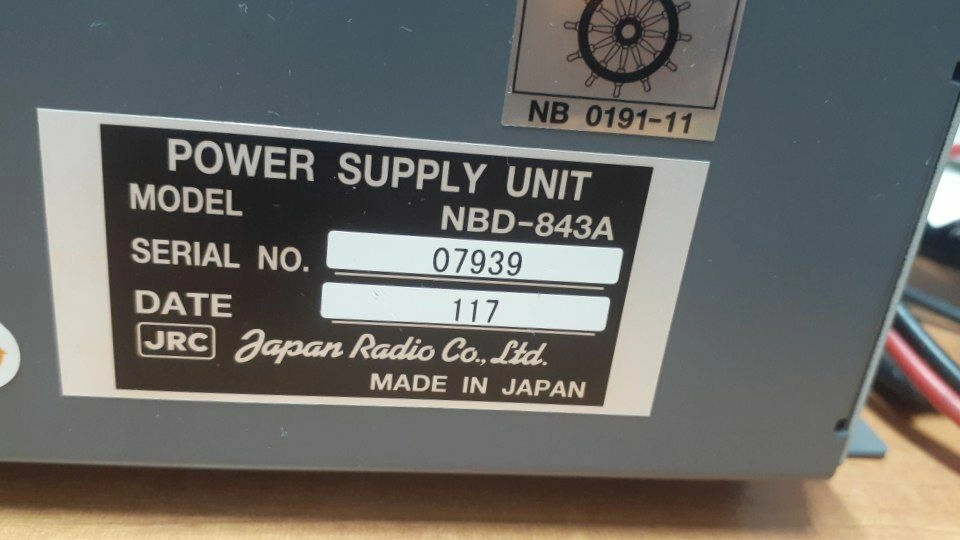 NB 0191-11
POWER SUPPLY UNIT
MODEL NBD-843A
SERIAL NO. 07939
DATE 117
JRC Japan Radio Co., Ltd.
MADE IN JAPAN